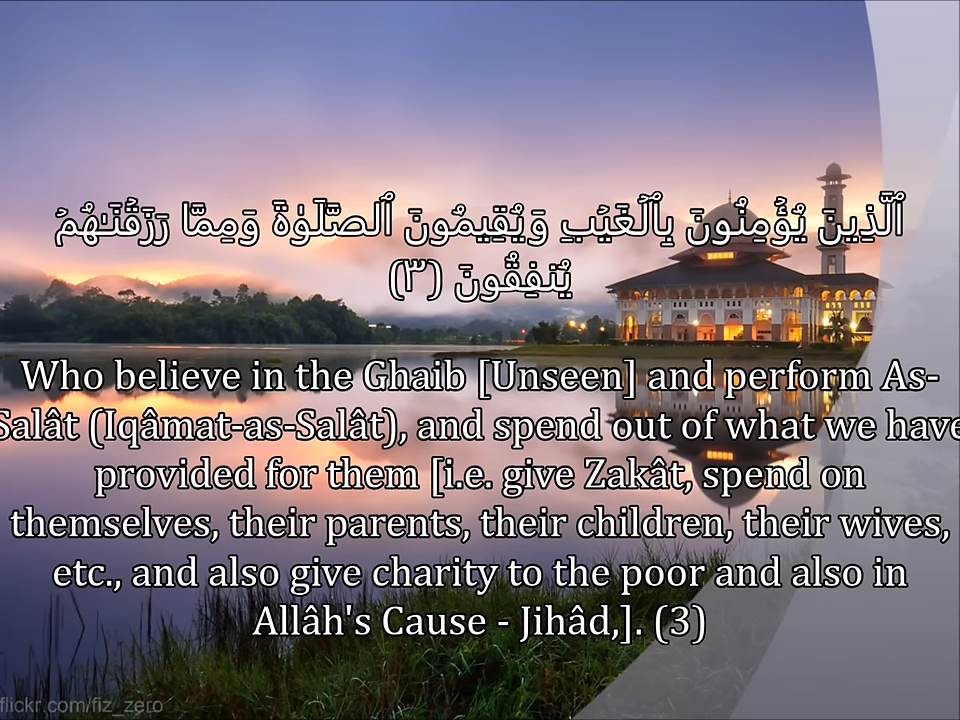 ٱلَّذِينَ يُؤۡمِنُونَ بِٱلۡغَيۡبِ وَيُقِيمُونَ ٱلصَّلَوٰةَ وَمِمَّا رَزَقۡنَـٰهُمۡ
يُنفِقُونَ (٣)
Who believe in the Ghaib [Unseen] and perform As-
Salât (Iqâmat-as-Salât), and spend out of what we have
provided for them [i.e. give Zakât, spend on
themselves, their parents, their children, their wives,
etc., and also give charity to the poor and also in
Allâh's Cause - Jihâd,]. (3)
flickr.com/fiz_zero